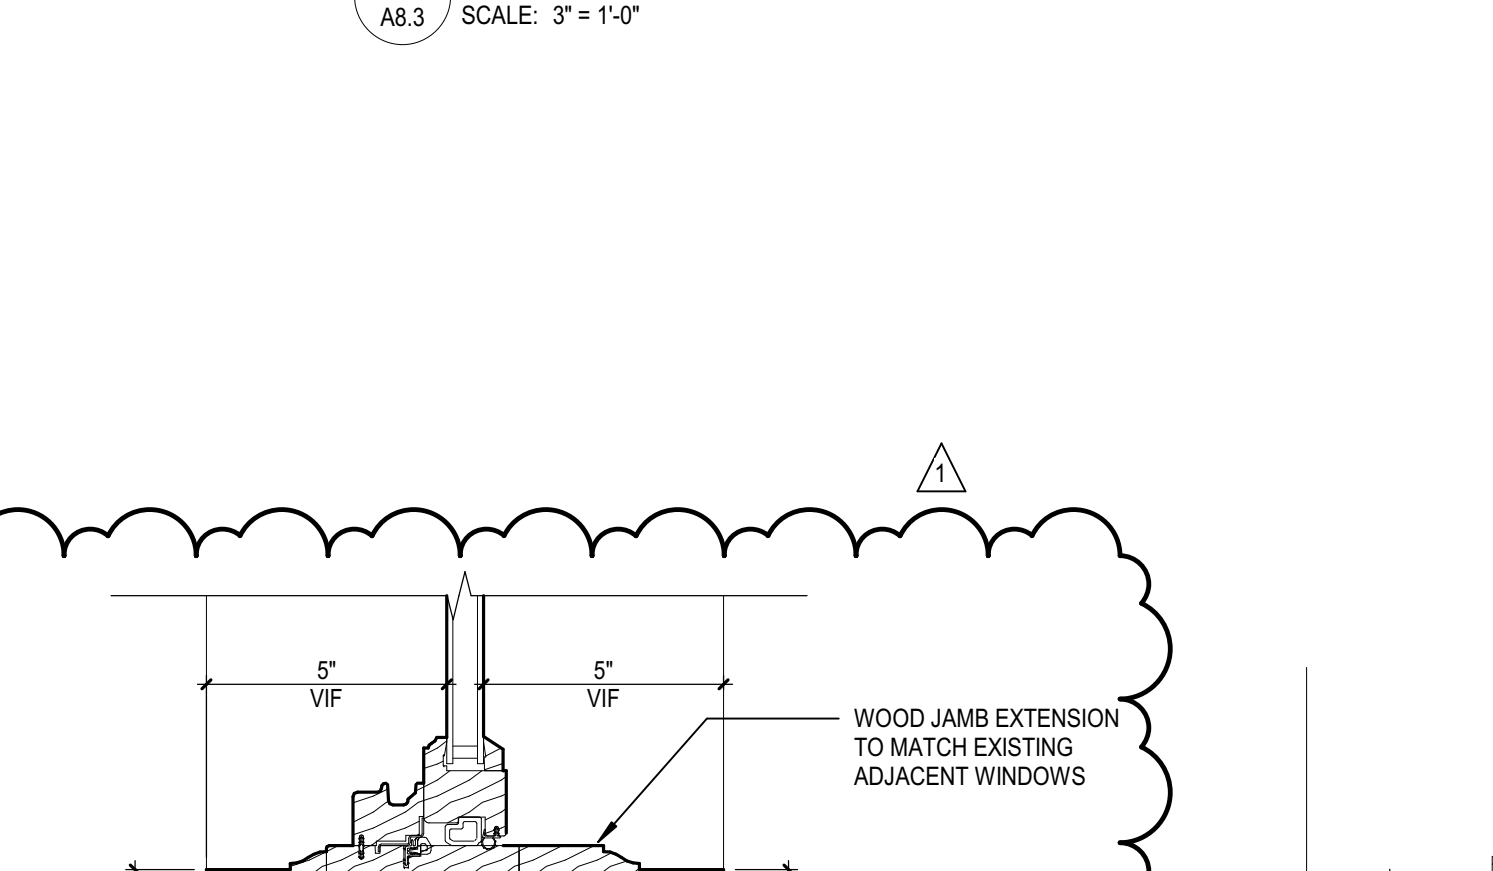 A8.3
SCALE: 3" = 1'-0"
1
5"
VIF
5"
VIF
WOOD JAMB EXTENSION
TO MATCH EXISTING
ADJACENT WINDOWS